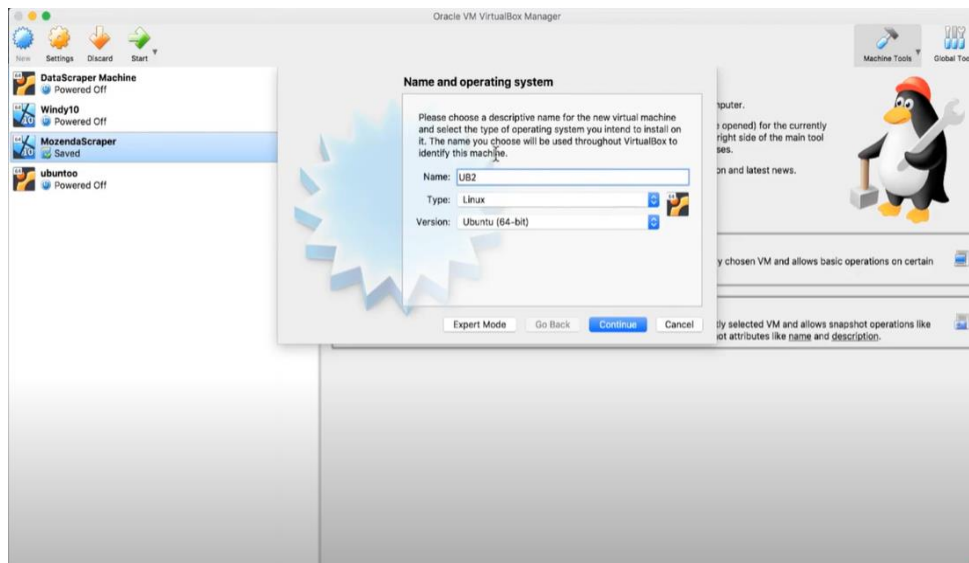 Oracle VM VirtualBox Manager
New Settings Discard Start
Machine Tools Global Too
DataScraper Machine
Powered Off
Windy10
Powered Off
MozendaScraper
Saved
ubuntoo
Powered Off
Name and operating system
Please choose a descriptive name for the new virtual machine
and select the type of operating system you intend to install on
it. The name you choose will be used throughout VirtualBox to
identify this machine.
Name: UB2
Type: Linux
Version: Ubuntu (64-bit)
Expert Mode Go Back Continue Cancel
nputer.
opened) for the currently
right side of the main tool
ses.
on and latest news.
y chosen VM and allows basic operations on certain
tly selected VM and allows snapshot operations like
ot attributes like name and description.